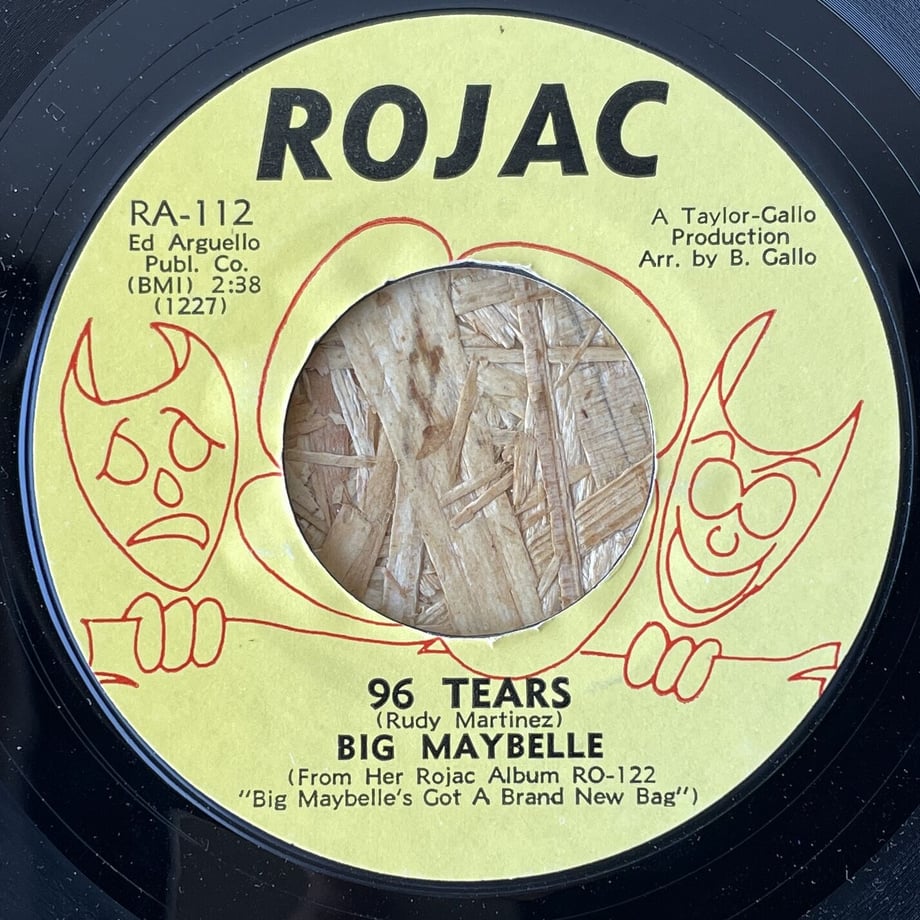 ROJAC
RA-112
Ed Arguello
Publ. Co.
(BMI) 2:38
(1227)
A Taylor-Gallo
Production
Arr. by B. Gallo
96 TEARS
(Rudy Martinez)
BIG MAYBELLE
(From Her Rojac Album RO-122
"Big Maybelle's Got A Brand New Bag")